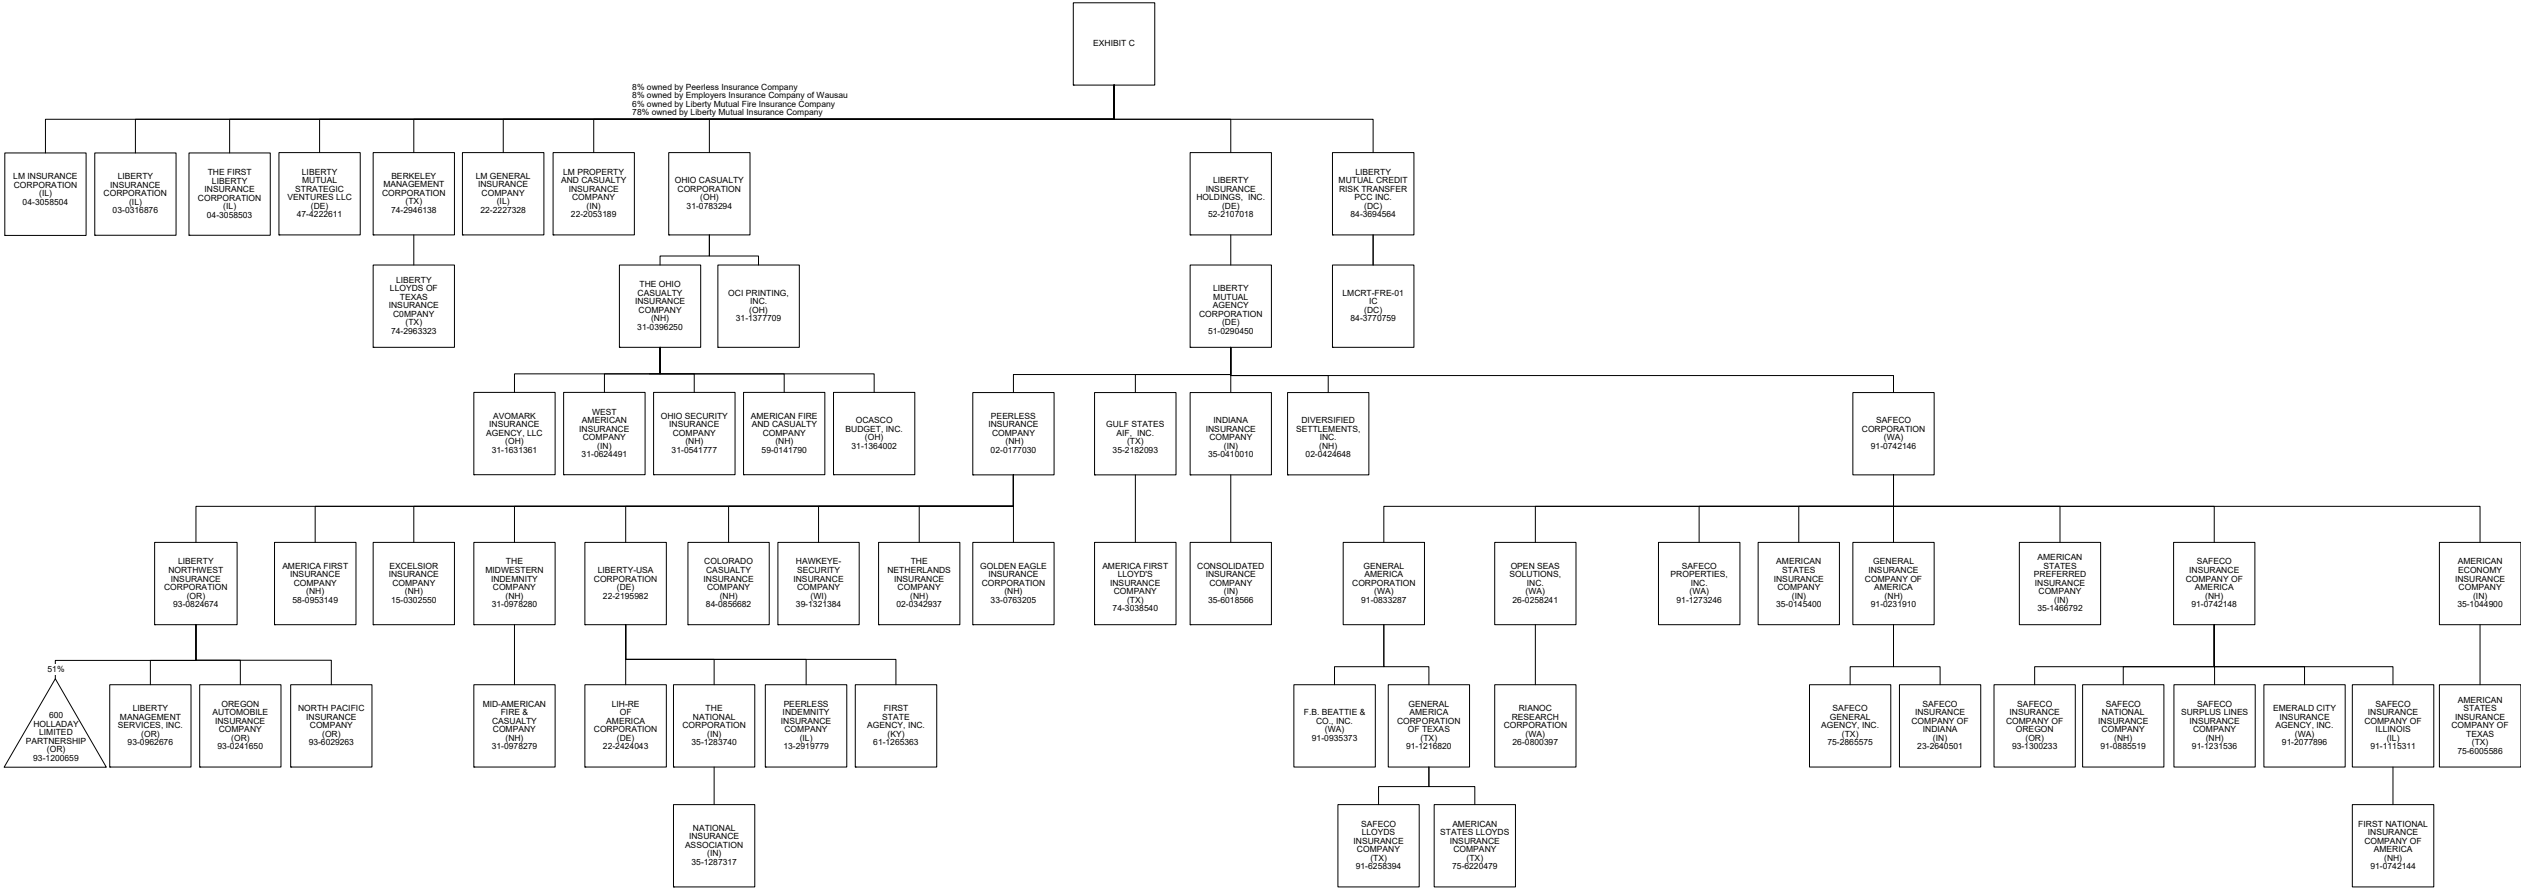 EXHIBIT C
8% owned by Peerless Insurance Company
8% owned by Employers Insurance Company of Wausau
6% owned by Liberty Mutual Fire Insurance Company
78% owned by Liberty Mutual Insurance Company
LM INSURANCE
CORPORATION
(IL)
04-3058504
LIBERTY
INSURANCE
CORPORATION
(IL)
03-0316876
THE FIRST
LIBERTY
INSURANCE
CORPORATION
(IL)
04-3058503
LIBERTY
MUTUAL
STRATEGIC
VENTURES LLC
(DE)
47-4222611
BERKELEY
MANAGEMENT
CORPORATION
(TX)
74-2946138
LM GENERAL
INSURANCE
COMPANY
(IL)
22-2227328
LM PROPERTY
AND CASUALTY
INSURANCE
COMPANY
(IN)
22-2053189
OHIO CASUALTY
CORPORATION
(OH)
31-0783294
LIBERTY
INSURANCE
HOLDINGS, INC.
(DE)
52-2107018
LIBERTY
MUTUAL CREDIT
RISK TRANSFER
PCC INC.
(DC)
84-3694564
LIBERTY
LLOYDS OF
TEXAS
INSURANCE
C0MPANY
(TX)
74-2963323
THE OHIO
CASUALTY
INSURANCE
COMPANY
(NH)
31-0396250
OCI PRINTING,
INC.
(OH)
31-1377709
LIBERTY
MUTUAL
AGENCY
CORPORATION
(DE)
51-0290450
LMCRT-FRE-01
IC
(DC)
84-3770759
AVOMARK
INSURANCE
AGENCY, LLC
(OH)
31-1631361
WEST
AMERICAN
INSURANCE
COMPANY
(IN)
31-0624491
OHIO SECURITY
INSURANCE
COMPANY
(NH)
31-0541777
AMERICAN FIRE
AND CASUALTY
COMPANY
(NH)
59-0141790
OCASCO
BUDGET, INC.
(OH)
31-1364002
PEERLESS
INSURANCE
COMPANY
(NH)
02-0177030
GULF STATES
AIF, INC.
(TX)
35-2182093
INDIANA
INSURANCE
COMPANY
(IN)
35-0410010
DIVERSIFIED
SETTLEMENTS,
INC.
(NH)
02-0424648
SAFECO
CORPORATION
(WA)
91-0742146
LIBERTY
NORTHWEST
INSURANCE
CORPORATION
(OR)
93-0824674
AMERICA FIRST
INSURANCE
COMPANY
(NH)
58-0953149
EXCELSIOR
INSURANCE
COMPANY
(NH)
15-0302550
THE
MIDWESTERN
INDEMNITY
COMPANY
(NH)
31-0978280
LIBERTY-USA
CORPORATION
(DE)
22-2195982
COLORADO
CASUALTY
INSURANCE
COMPANY
(NH)
84-0856682
HAWKEYE-
SECURITY
INSURANCE
COMPANY
(WI)
39-1321384
THE
NETHERLANDS
INSURANCE
COMPANY
(NH)
02-0342937
GOLDEN EAGLE
INSURANCE
CORPORATION
(NH)
33-0763205
AMERICA FIRST
LLOYD'S
INSURANCE
COMPANY
(TX)
74-3038540
CONSOLIDATED
INSURANCE
COMPANY
(IN)
35-6018566
GENERAL
AMERICA
CORPORATION
(WA)
91-0833287
OPEN SEAS
SOLUTIONS,
INC.
(WA)
26-0258241
SAFECO
PROPERTIES,
INC.
(WA)
91-1273246
AMERICAN
STATES
INSURANCE
COMPANY
(IN)
35-0145400
GENERAL
INSURANCE
COMPANY OF
AMERICA
(NH)
91-0231910
AMERICAN
STATES
PREFERRED
INSURANCE
COMPANY
(IN)
35-1466792
SAFECO
INSURANCE
COMPANY OF
AMERICA
(NH)
91-0742148
AMERICAN
ECONOMY
INSURANCE
COMPANY
(IN)
35-1044900
51%
600
HOLLADAY
LIMITED
PARTNERSHIP
(OR)
93-1200659
LIBERTY
MANAGEMENT
SERVICES, INC.
(OR)
93-0962676
OREGON
AUTOMOBILE
INSURANCE
COMPANY
(OR)
93-0241650
NORTH PACIFIC
INSURANCE
COMPANY
(OR)
93-6029263
MID-AMERICAN
FIRE &
CASUALTY
COMPANY
(NH)
31-0978279
LIH-RE
OF
AMERICA
CORPORATION
(DE)
22-2424043
THE
NATIONAL
CORPORATION
(IN)
35-1283740
PEERLESS
INDEMNITY
INSURANCE
COMPANY
(IL)
13-2919779
FIRST
STATE
AGENCY, INC.
(KY)
61-1265363
F.B. BEATTIE &
CO., INC.
(WA)
91-0935373
GENERAL
AMERICA
CORPORATION
OF TEXAS
(TX)
91-1216820
RIANOC
RESEARCH
CORPORATION
(WA)
26-0800397
SAFECO
GENERAL
AGENCY, INC.
(TX)
75-2865575
SAFECO
INSURANCE
COMPANY OF
INDIANA
(IN)
23-2640501
SAFECO
INSURANCE
COMPANY OF
OREGON
(OR)
93-1300233
SAFECO
NATIONAL
INSURANCE
COMPANY
(NH)
91-0885519
SAFECO
SURPLUS LINES
INSURANCE
COMPANY
(NH)
91-1231536
EMERALD CITY
INSURANCE
AGENCY, INC.
(WA)
91-2077896
SAFECO
INSURANCE
COMPANY OF
ILLINOIS
(IL)
91-1115311
AMERICAN
STATES
INSURANCE
COMPANY OF
TEXAS
(TX)
75-6005586
NATIONAL
INSURANCE
ASSOCIATION
(IN)
35-1287317
SAFECO
LLOYDS
INSURANCE
COMPANY
(TX)
91-6258394
AMERICAN
STATES LLOYDS
INSURANCE
COMPANY
(TX)
75-6220479
FIRST NATIONAL
INSURANCE
COMPANY OF
AMERICA
(NH)
91-0742144